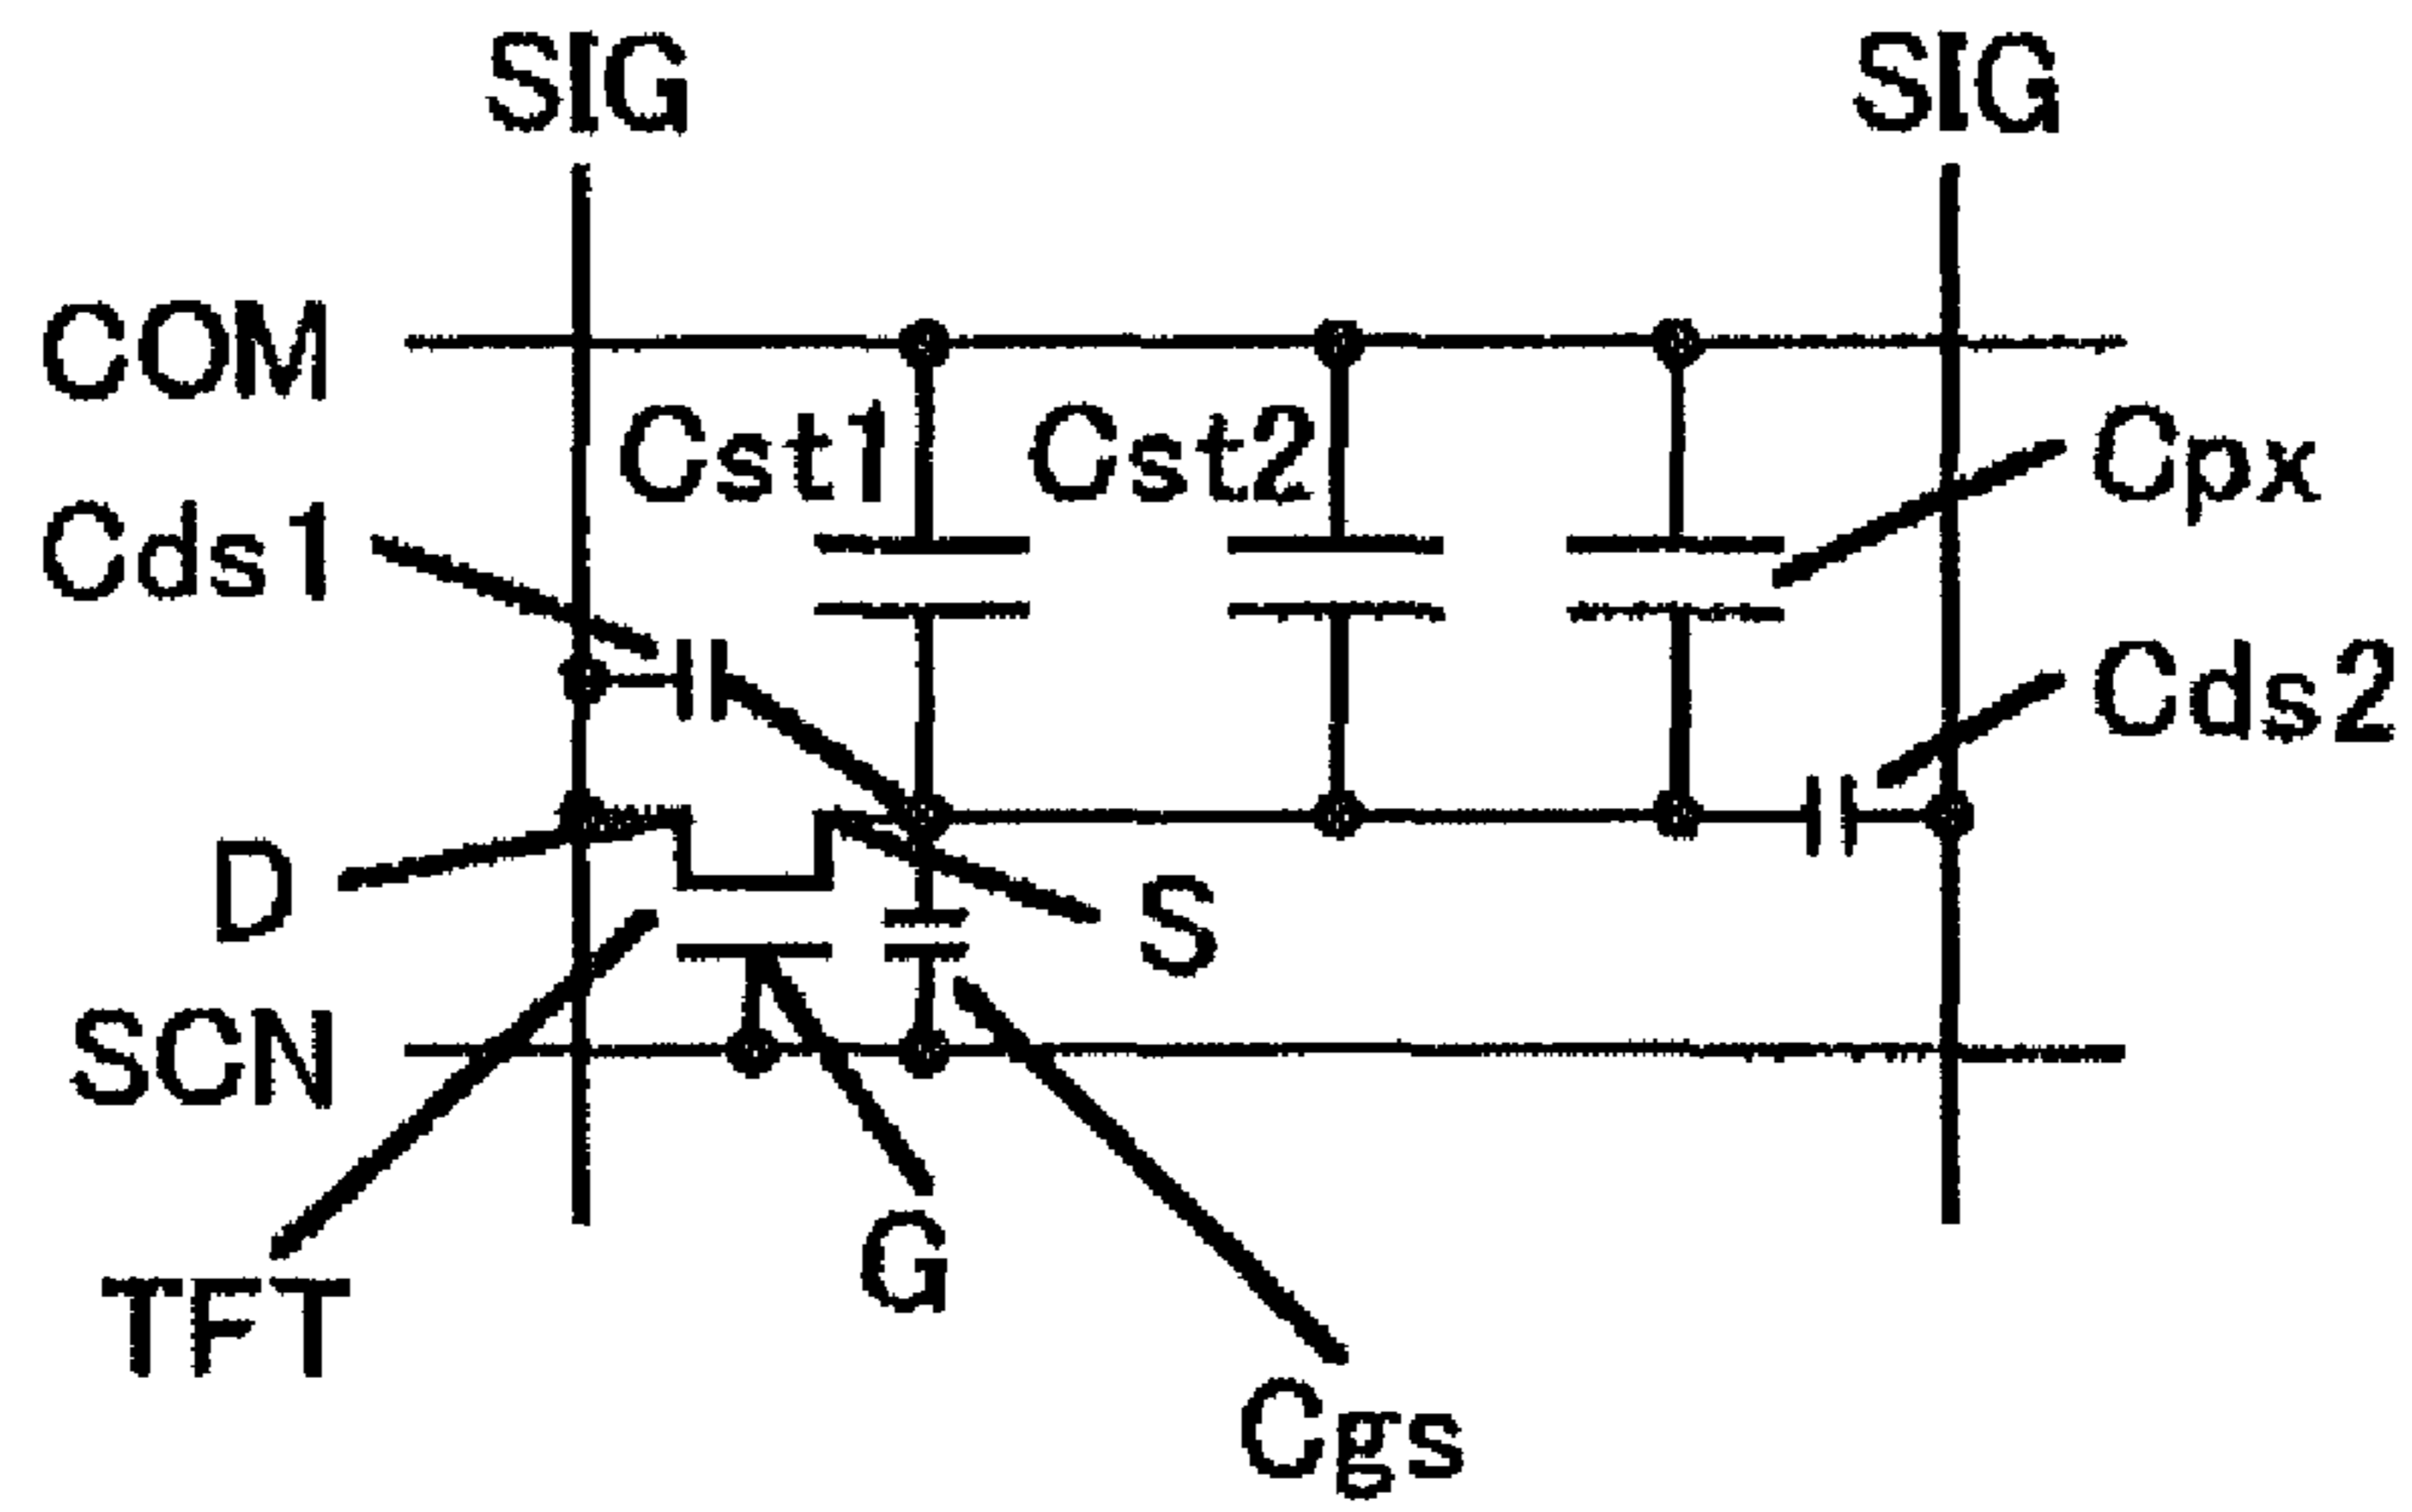 SIG SIG
COM
Cst1 Cst2 Cpx
Cds1
Cds2
D
S
SCN
G
TFT
Cgs